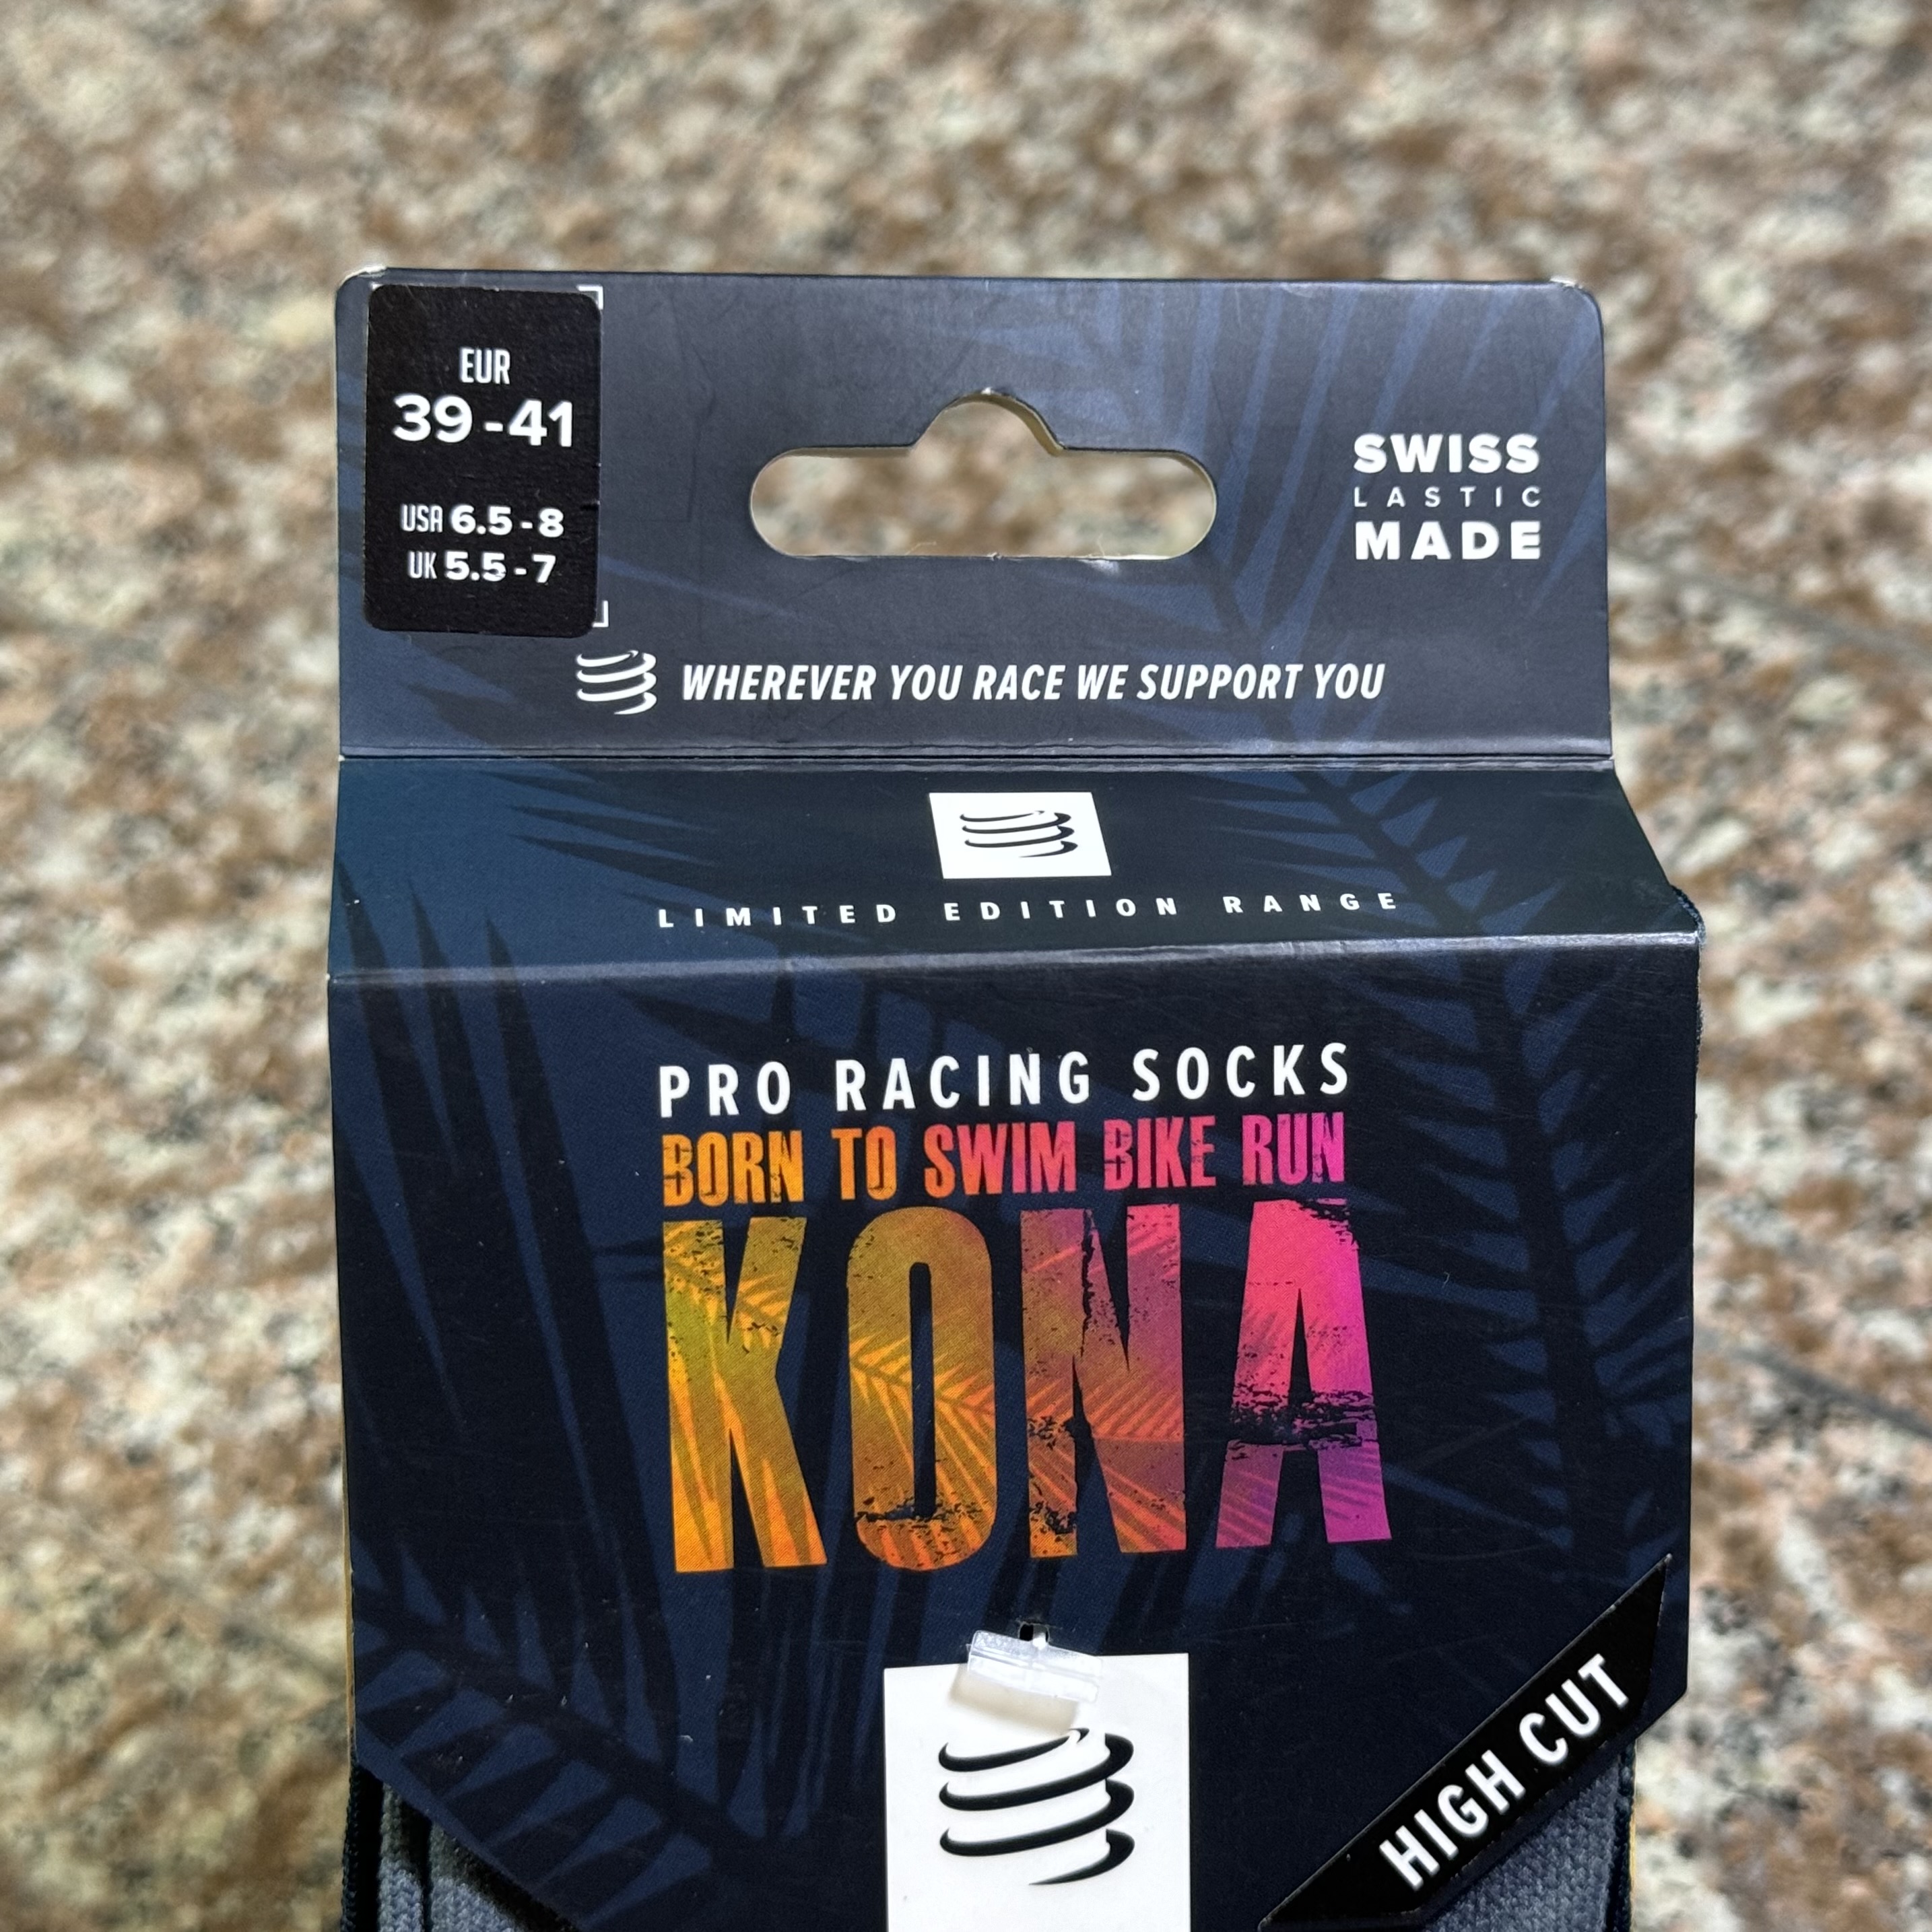 EUR
39-41
USA 6.5-8
UK 5.5-7
SWISS
LASTIC
MADE
WHEREVER YOU RACE WE SUPPORT YOU
LIMITED EDITION RANGE
PRO RACING SOCKS
BORN TO SWIM BIKE RUN
KONA
HIGH CUT